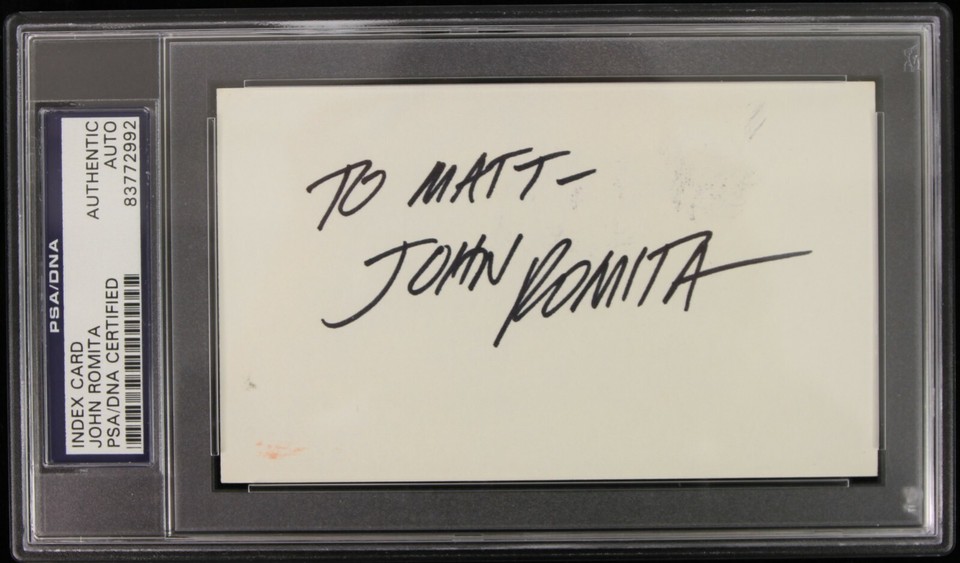 TO MATT-
JOHN ROMITA
PSA/DNA
INDEX CARD
JOHN ROMITA
PSA/DNA CERTIFIED
AUTHENTIC
AUTO
83772992